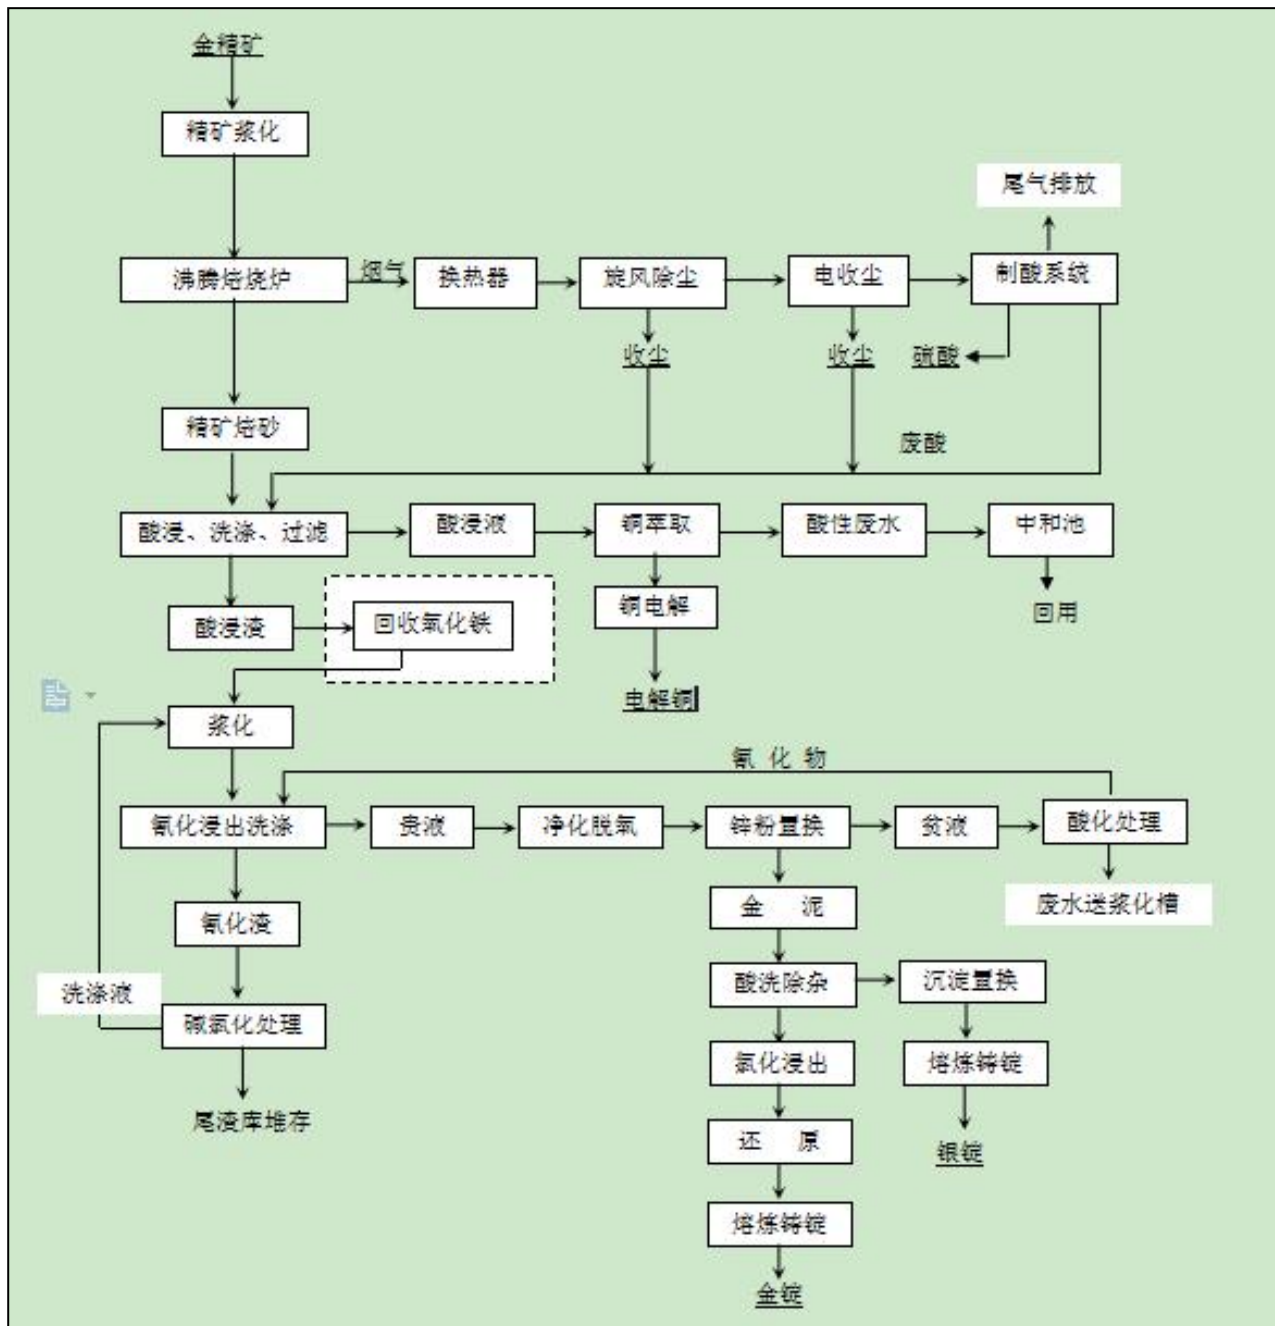 金精矿
精矿浆化
尾气排放
沸腾焙烧炉
烟气
换热器
旋风除尘
电收尘
制酸系统
收尘
收尘
硫酸
精矿焙砂
废酸
酸浸、洗涤、过滤
酸浸液
铜萃取
酸性废水
中和池
酸浸渣
回收氧化铁
铜电解
回用
电解铜
浆化
氰 化 物
氰化浸出洗涤
贵液
净化脱氧
锌粉置换
贫液
酸化处理
金 泥
废水送浆化槽
氰化渣
酸洗除杂
沉淀置换
洗涤液
碱氯化处理
氯化浸出
熔炼铸锭
尾渣库堆存
还 原
银锭
熔炼铸锭
金锭